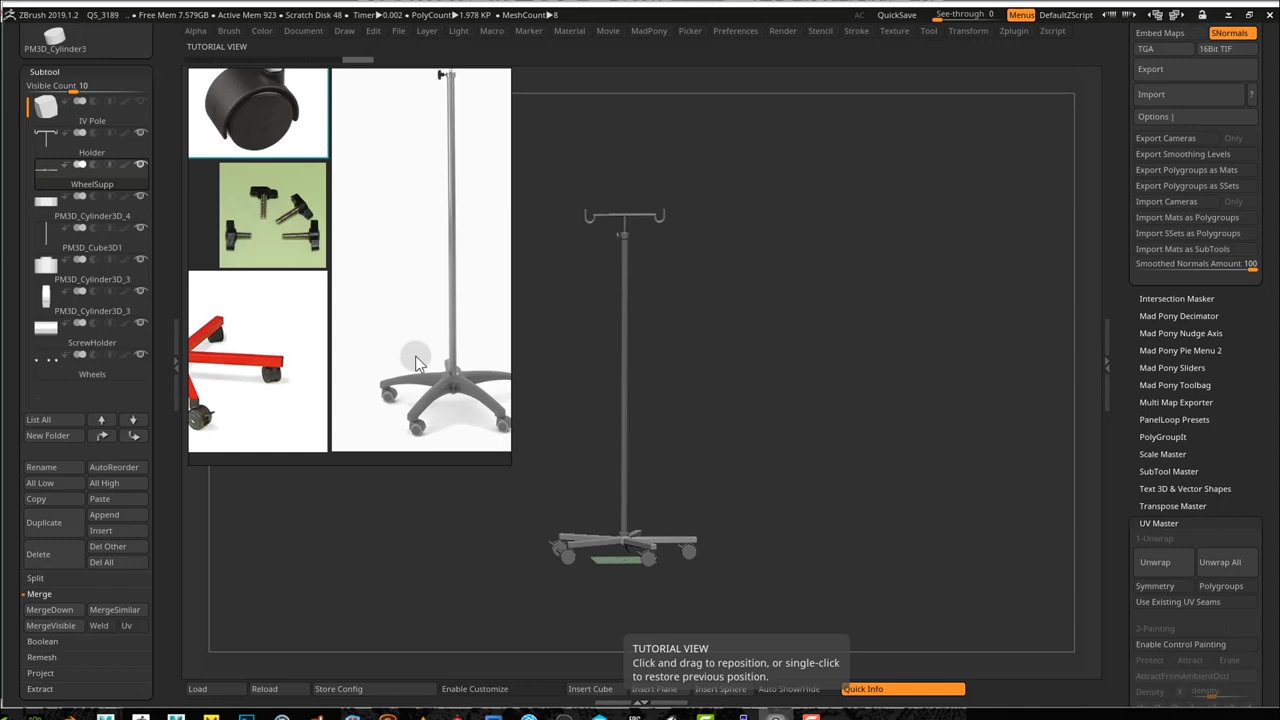 ZBrush 2019.1.2 QS_3189 • Free Mem 7.579GB • Active Mem 923 • Scratch Disk 48 • Timer▶0.002 • PolyCount▶1.978 KP • MeshCount▶8 AC QuickSave See-through 0 Menus DefaultZScript
Alpha Brush Color Document Draw Edit File Layer Light Macro Marker Material Movie MadPony Picker Preferences Render Stencil Stroke Texture Tool Transform Zplugin Zscript
TUTORIAL VIEW
PM3D_Cylinder3
Subtool
Visible Count 10
IV Pole
Holder
WheelSupp
PM3D_Cylinder3D_4
PM3D_Cube3D1
PM3D_Cylinder3D_3
PM3D_Cylinder3D_3
ScrewHolder
Wheels
List All
New Folder
Rename AutoReorder
All Low All High
Copy Paste
Duplicate Append
Insert
Delete Del Other
Del All
Split
Merge
MergeDown MergeSimilar
MergeVisible Weld Uv
Boolean
Remesh
Project
Extract
TUTORIAL VIEW
Click and drag to reposition, or single-click
to restore previous position.
Load Reload Store Config Enable Customize Insert Cube Insert Plane Insert Sphere Auto Show/Hide Quick Info
Embed Maps SNormals
TGA 16Bit TIF
Export
Import ?
Options |
Export Cameras Only
Export Smoothing Levels
Export Polygroups as Mats
Export Polygroups as SSets
Import Cameras Only
Import Mats as Polygroups
Import SSets as Polygroups
Import Mats as SubTools
Smoothed Normals Amount 100
Intersection Masker
Mad Pony Decimator
Mad Pony Nudge Axis
Mad Pony Pie Menu 2
Mad Pony Sliders
Mad Pony Toolbag
Multi Map Exporter
PanelLoop Presets
PolyGroupIt
Scale Master
SubTool Master
Text 3D & Vector Shapes
Transpose Master
UV Master
1-Unwrap
Unwrap Unwrap All
Symmetry Polygroups
Use Existing UV Seams
2-Painting
Enable Control Painting
Protect Attract Erase
AttractFromAmbientOccl
Density X density